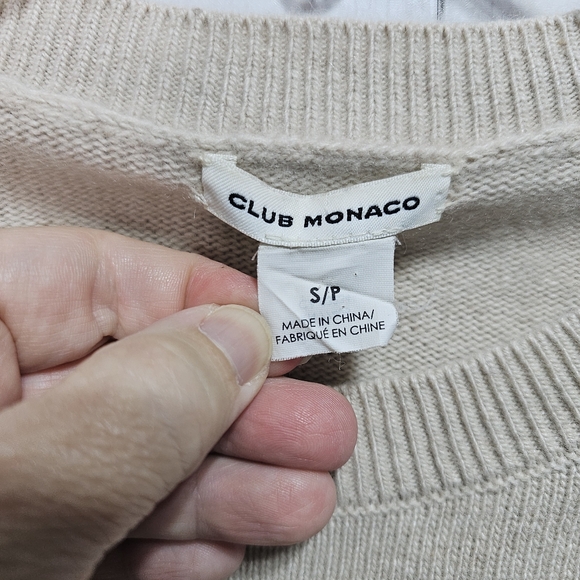 CLUB MONACO
S/P
MADE IN CHINA/
FABRIQUÉ EN CHINE